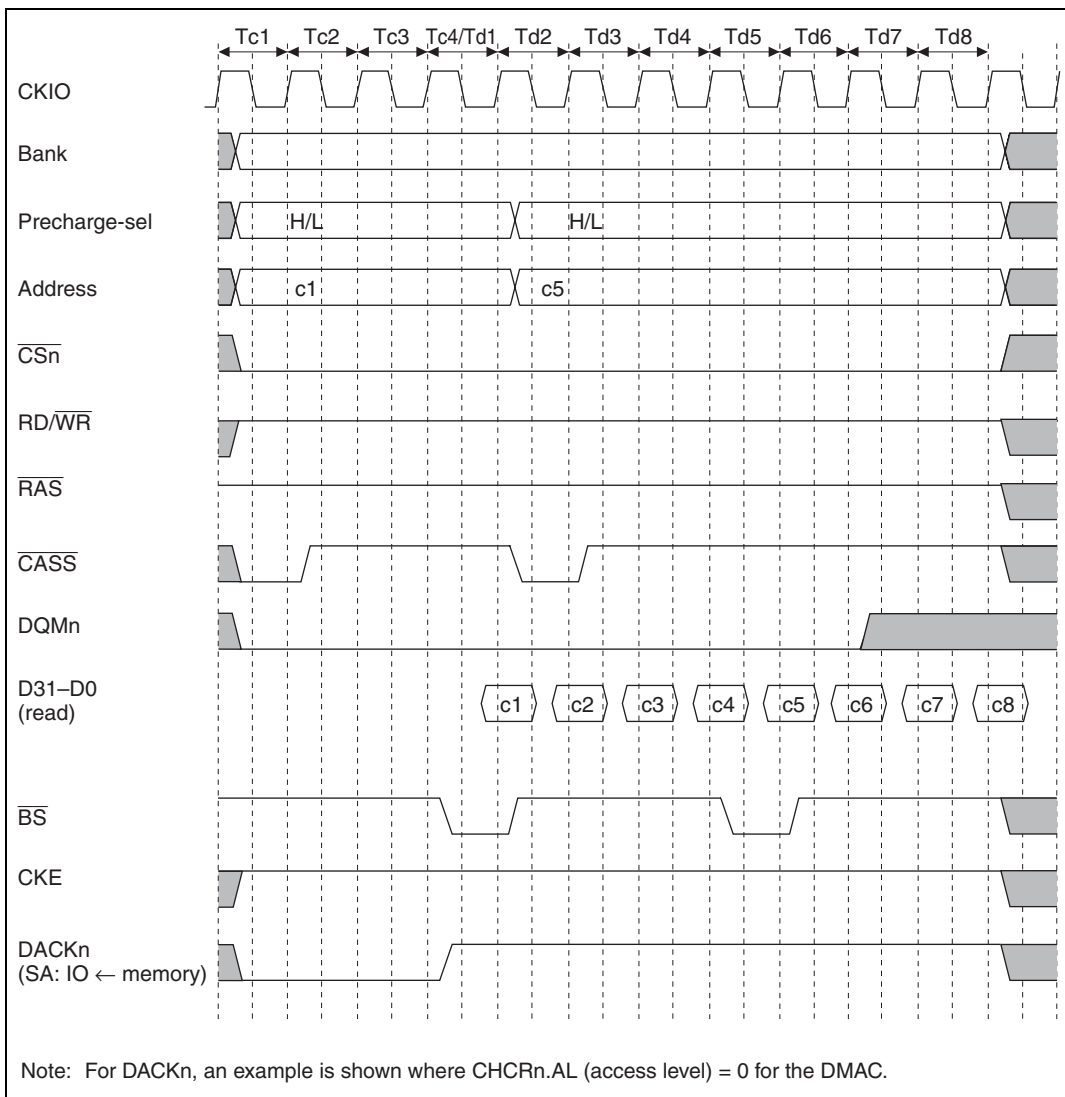 Tc1 Tc2 Tc3 Tc4/Td1 Td2 Td3 Td4 Td5 Td6 Td7 Td8
CKIO
Bank
Precharge-sel H/L H/L
Address c1 c5
CSn
RD/WR
RAS
CASS
DQMn
D31–D0
(read) c1 c2 c3 c4 c5 c6 c7 c8
BS
CKE
DACKn
(SA: IO ← memory)
Note: For DACKn, an example is shown where CHCRn.AL (access level) = 0 for the DMAC.